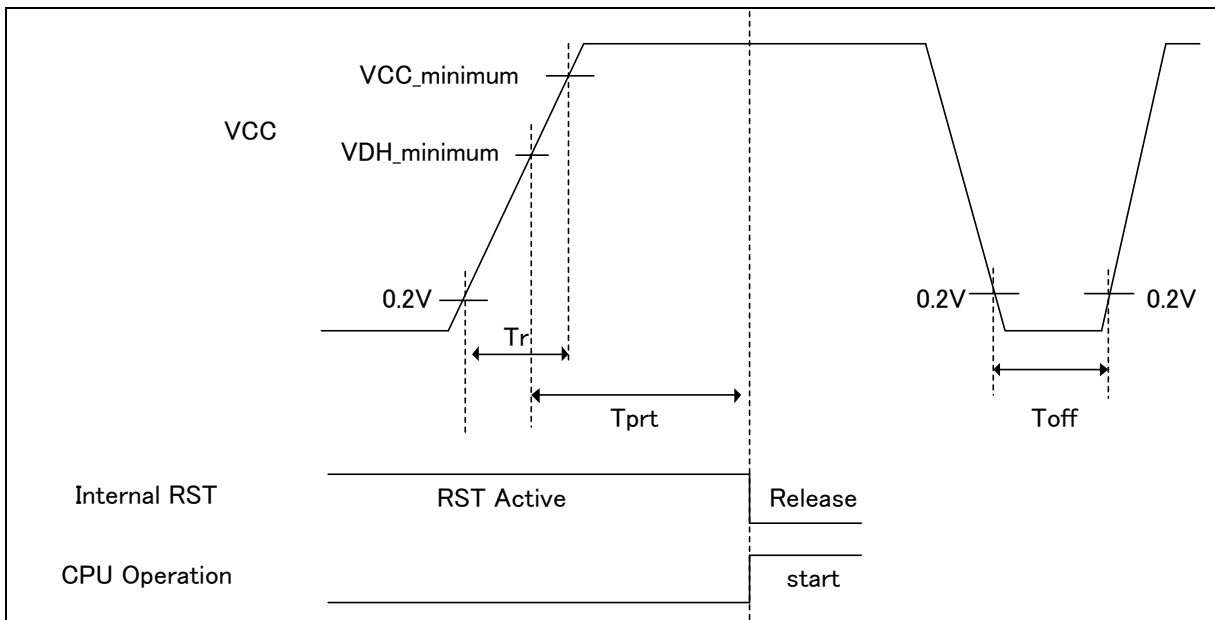 VCC_minimum
VCC
VDH_minimum
0.2V
0.2V
0.2V
Tr
Tprt
Toff
Internal RST
RST Active
Release
CPU Operation
start